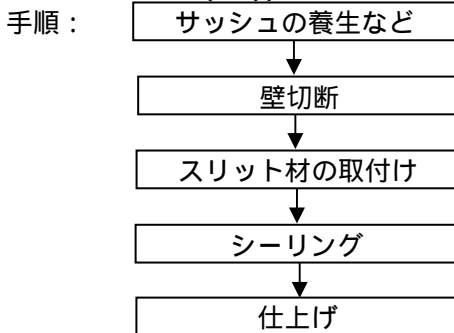 手順： サッシュの養生など
壁切断
スリット材の取付け
シーリング
仕上げ